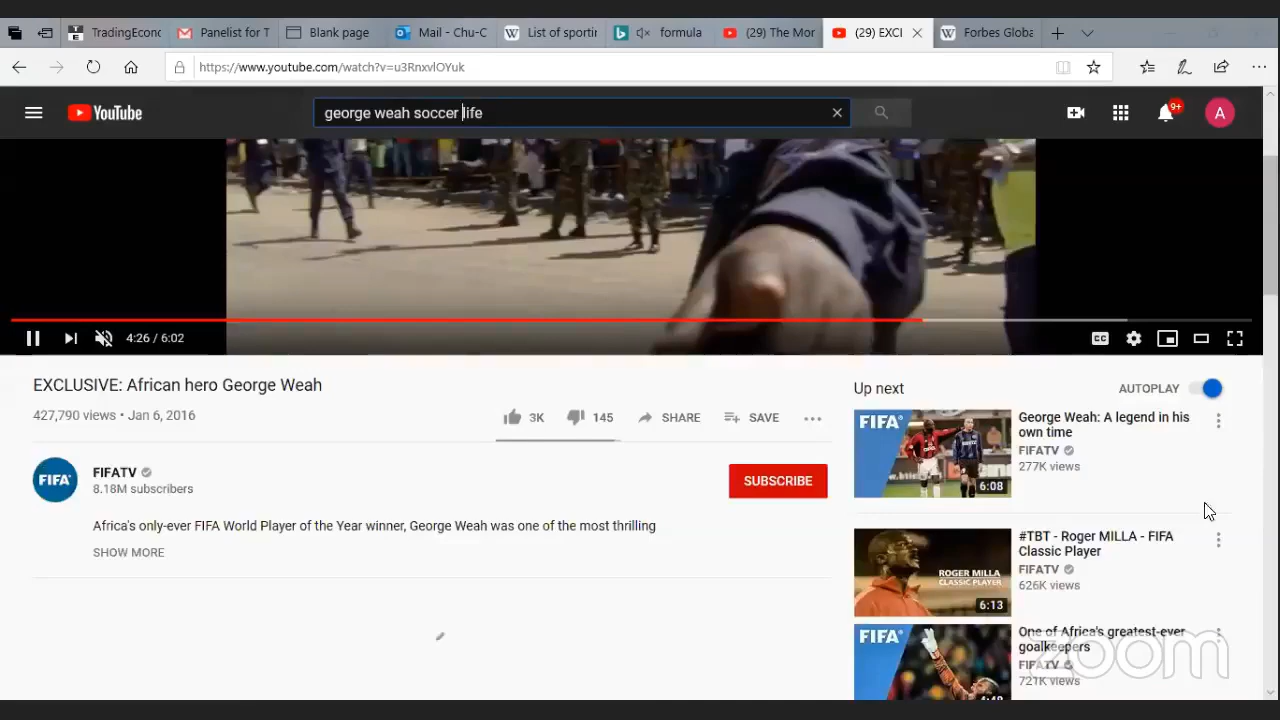 TradingEcond
Panelist for T
Blank page
Mail - Chu-C
List of sportin
formula
(29) The Mor
(29) EXCl
Forbes Globa
https://www.youtube.com/watch?v=u3RnxvlOYuk
YouTube
george weah soccer life
9+
A
4:26 / 6:02
CC
EXCLUSIVE: African hero George Weah
427,790 views • Jan 6, 2016
3K
145
SHARE
SAVE
FIFA
FIFATV
8.18M subscribers
SUBSCRIBE
Africa's only-ever FIFA World Player of the Year winner, George Weah was one of the most thrilling
SHOW MORE
Up next
AUTOPLAY
FIFA
6:08
George Weah: A legend in his
own time
FIFATV
277K views
ROGER MILLA
CLASSIC PLAYER
6:13
#TBT - Roger MILLA - FIFA
Classic Player
FIFATV
626K views
FIFA
4:48
One of Africa's greatest-ever
goalkeepers
FIFATV
721K views
zoom